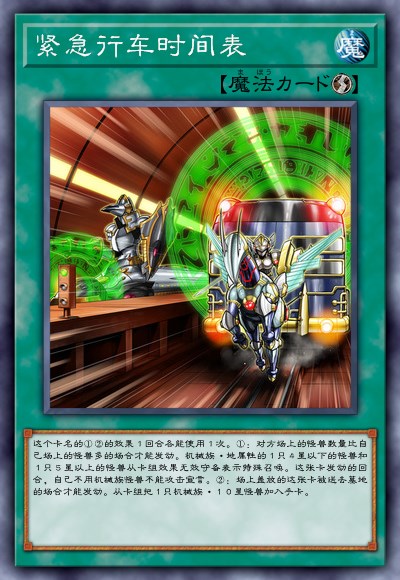 紧急行车时间表
魔
【魔法カード】
まほう
这个卡名的①②的效果1回合各能使用1次。①：对方场上的怪兽数量比自
己场上的怪兽多的场合才能发动。机械族·地属性的1只4星以下的怪兽和
1只5星以上的怪兽从卡组效果无效守备表示特殊召唤。这张卡发动的回
合，自己不用机械族怪兽不能攻击宣言。②：场上盖放的这张卡被送去墓地
的场合才能发动。从卡组把1只机械族·10星怪兽加入手卡。